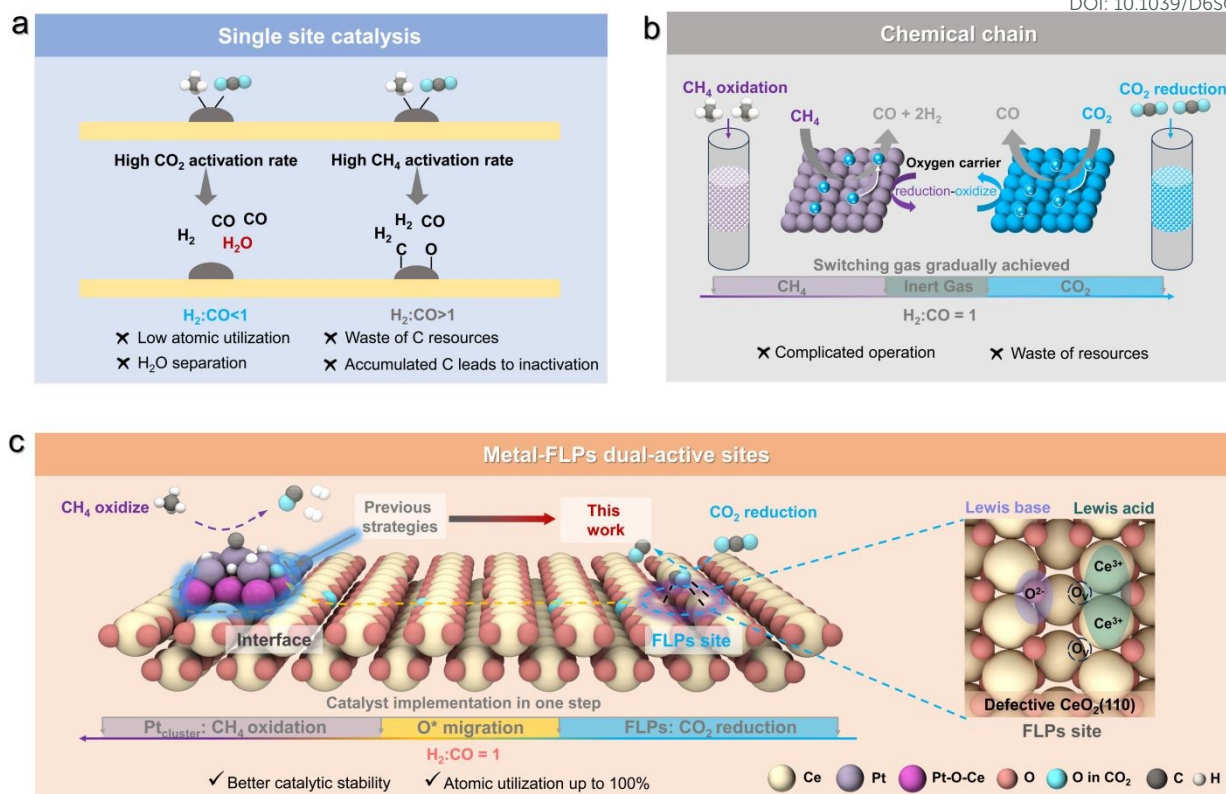 DOI: 10.1039/D6SC
a
Single site catalysis
High CO₂ activation rate
High CH₄ activation rate
H₂ CO CO
H₂O
H₂ H₂ CO
C O
H₂:CO<1
H₂:CO>1
✕ Low atomic utilization
✕ Waste of C resources
✕ H₂O separation
✕ Accumulated C leads to inactivation
b
Chemical chain
CH₄ oxidation
CO₂ reduction
CH₄
CO + 2H₂
CO
CO₂
Oxygen carrier
reduction-oxidize
Switching gas gradually achieved
CH₄
Inert Gas
CO₂
H₂:CO = 1
✕ Complicated operation
✕ Waste of resources
c
Metal-FLPs dual-active sites
CH₄ oxidize
Previous
strategies
This
work
CO₂ reduction
Interface
FLPs site
Lewis base
Lewis acid
Ce³⁺
O²⁻
Oᵥ
Ce³⁺
Oᵥ
Defective CeO₂(110)
FLPs site
Catalyst implementation in one step
Pt_cluster: CH₄ oxidation
O* migration
FLPs: CO₂ reduction
H₂:CO = 1
✓ Better catalytic stability
✓ Atomic utilization up to 100%
Ce Pt Pt-O-Ce O O in CO₂ C H